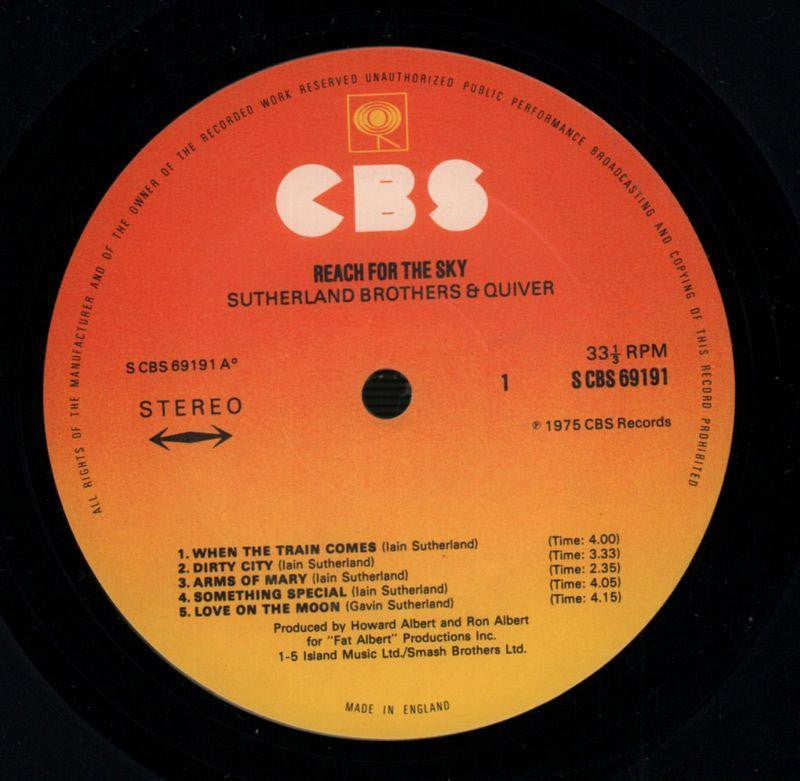 ALL RIGHTS OF THE MANUFACTURER AND OF THE OWNER OF THE RECORDED WORK RESERVED UNAUTHORIZED PUBLIC PERFORMANCE BROADCASTING AND COPYING OF THIS RECORD PROHIBITED
CBS
REACH FOR THE SKY
SUTHERLAND BROTHERS & QUIVER
S CBS 69191 Aº
STEREO
33⅓ RPM
1 S CBS 69191
℗ 1975 CBS Records
1. WHEN THE TRAIN COMES (Iain Sutherland) (Time: 4.00)
2. DIRTY CITY (Iain Sutherland) (Time: 3.33)
3. ARMS OF MARY (Iain Sutherland) (Time: 2.35)
4. SOMETHING SPECIAL (Iain Sutherland) (Time: 4.05)
5. LOVE ON THE MOON (Gavin Sutherland) (Time: 4.15)
Produced by Howard Albert and Ron Albert
for "Fat Albert" Productions Inc.
1-5 Island Music Ltd./Smash Brothers Ltd.
MADE IN ENGLAND